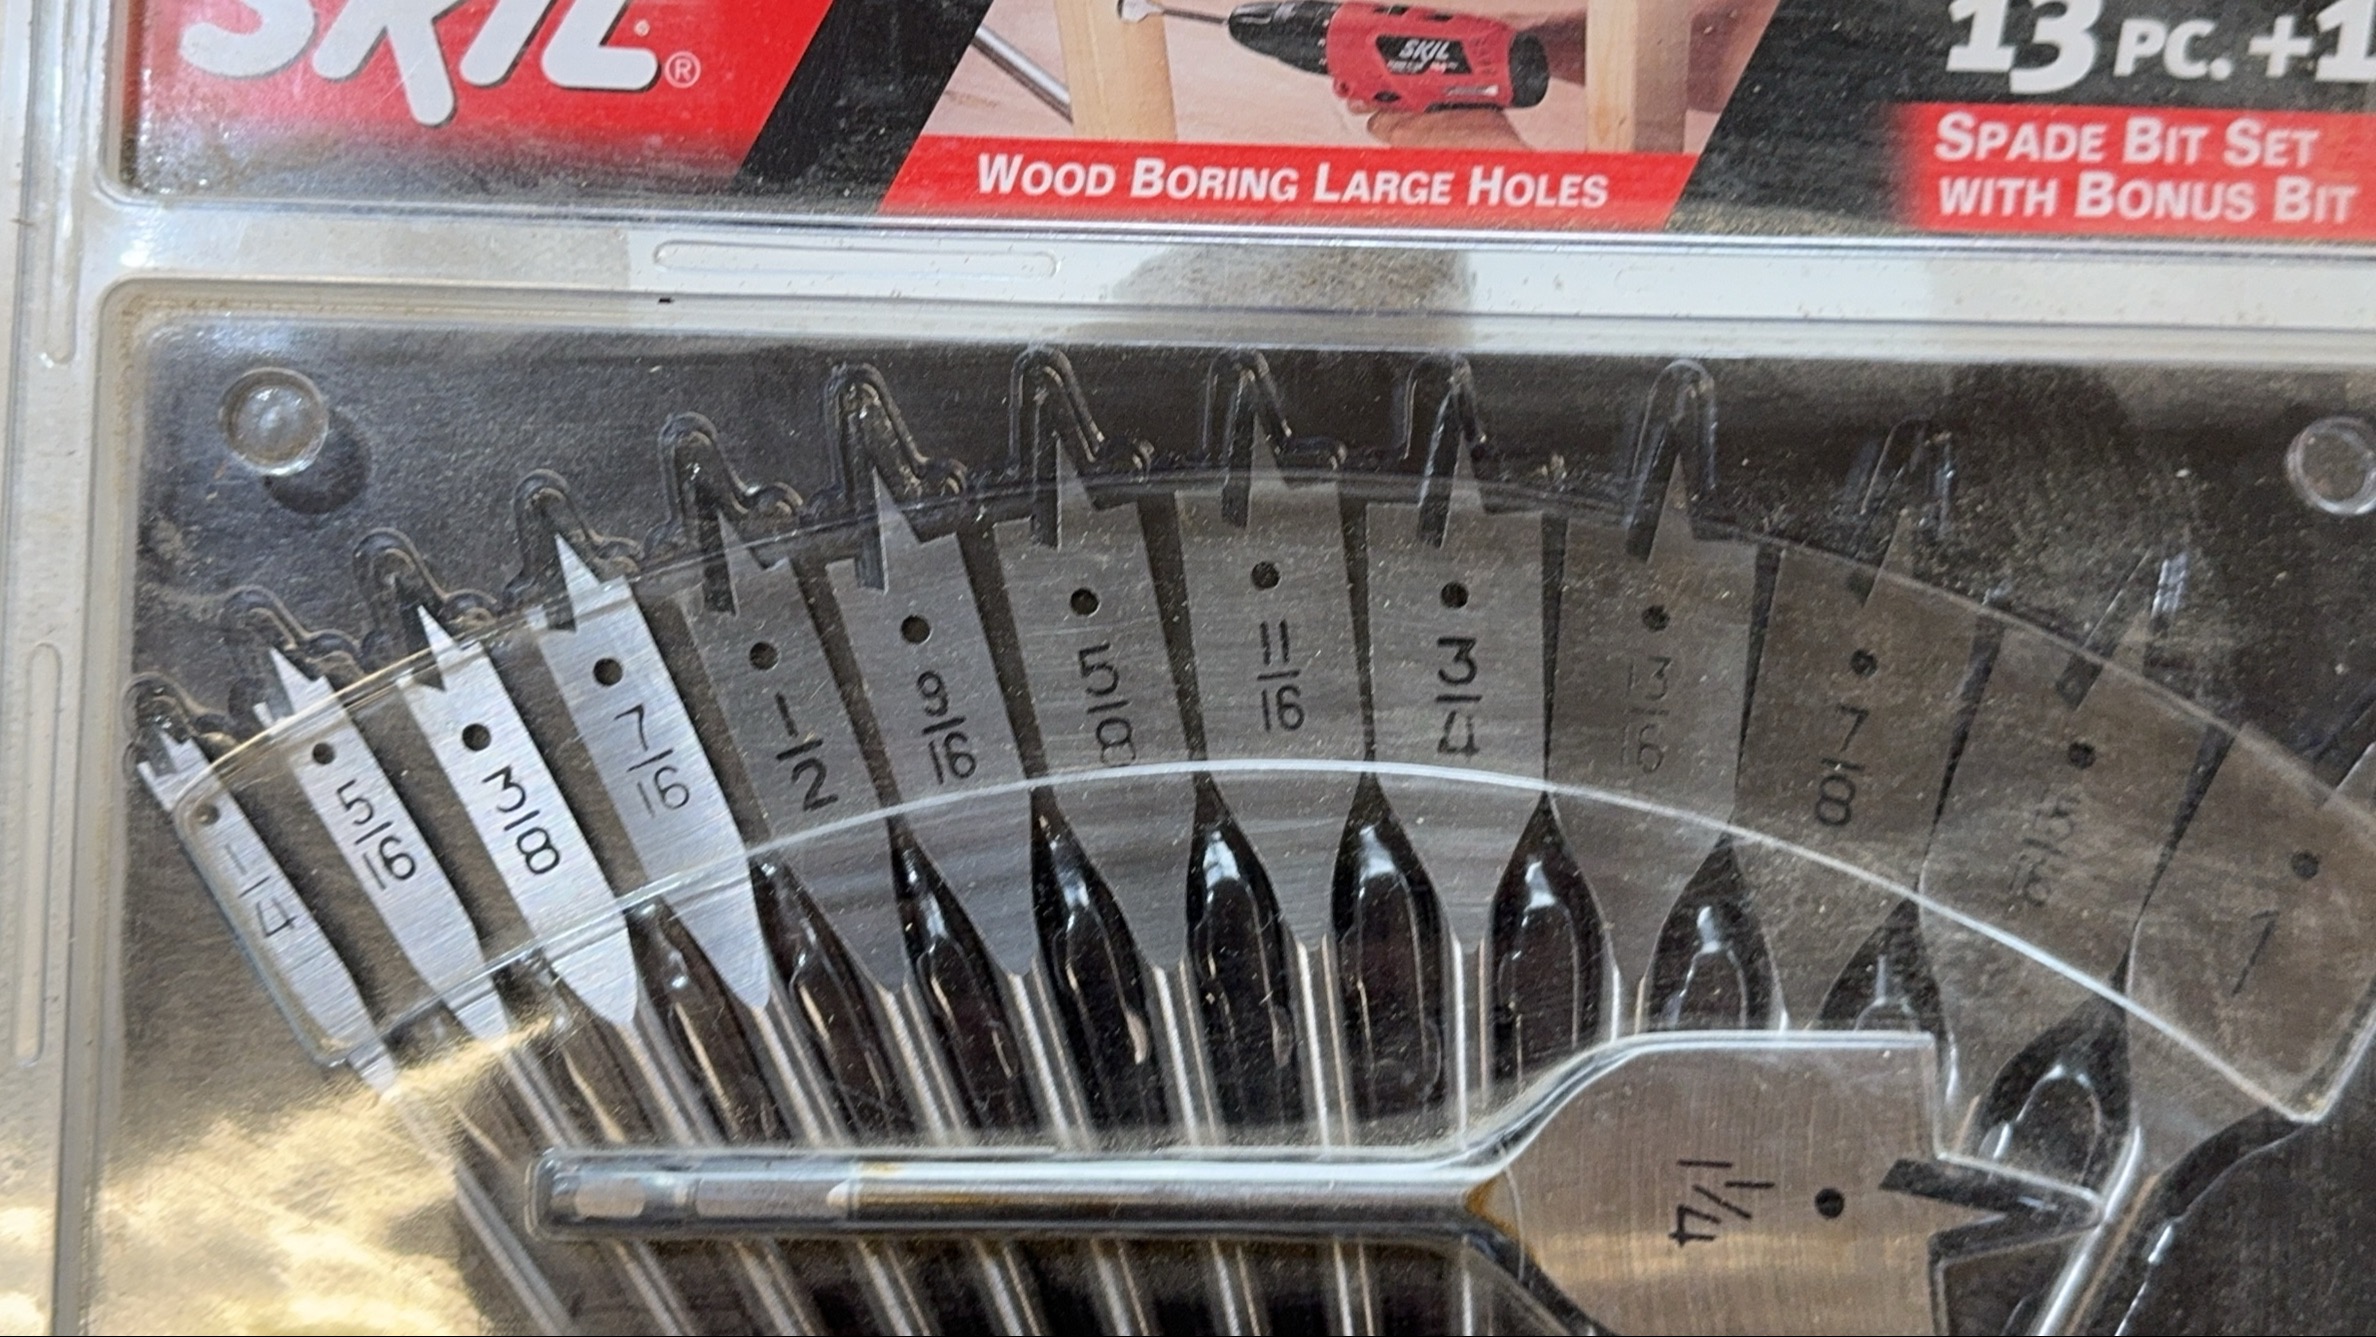 SKIL®
SKIL
13 PC. +1
WOOD BORING LARGE HOLES
SPADE BIT SET
WITH BONUS BIT
1/4
5/16
3/8
7/16
1/2
9/16
5/8
11/16
3/4
13/16
7/8
15/16
1
1 1/4